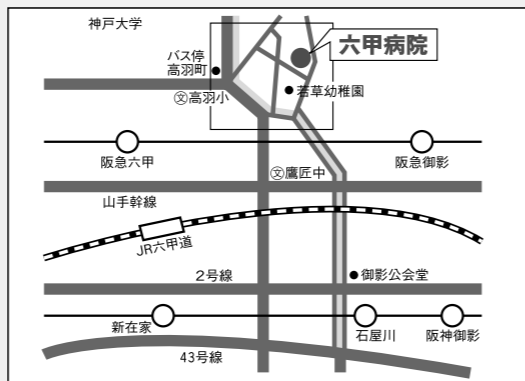 神戸大学
六甲病院
バス停
高羽町
文高羽小
若草幼稚園
阪急六甲
阪急御影
文鷹匠中
山手幹線
JR六甲道
2号線
御影公会堂
新在家
石屋川
阪神御影
43号線